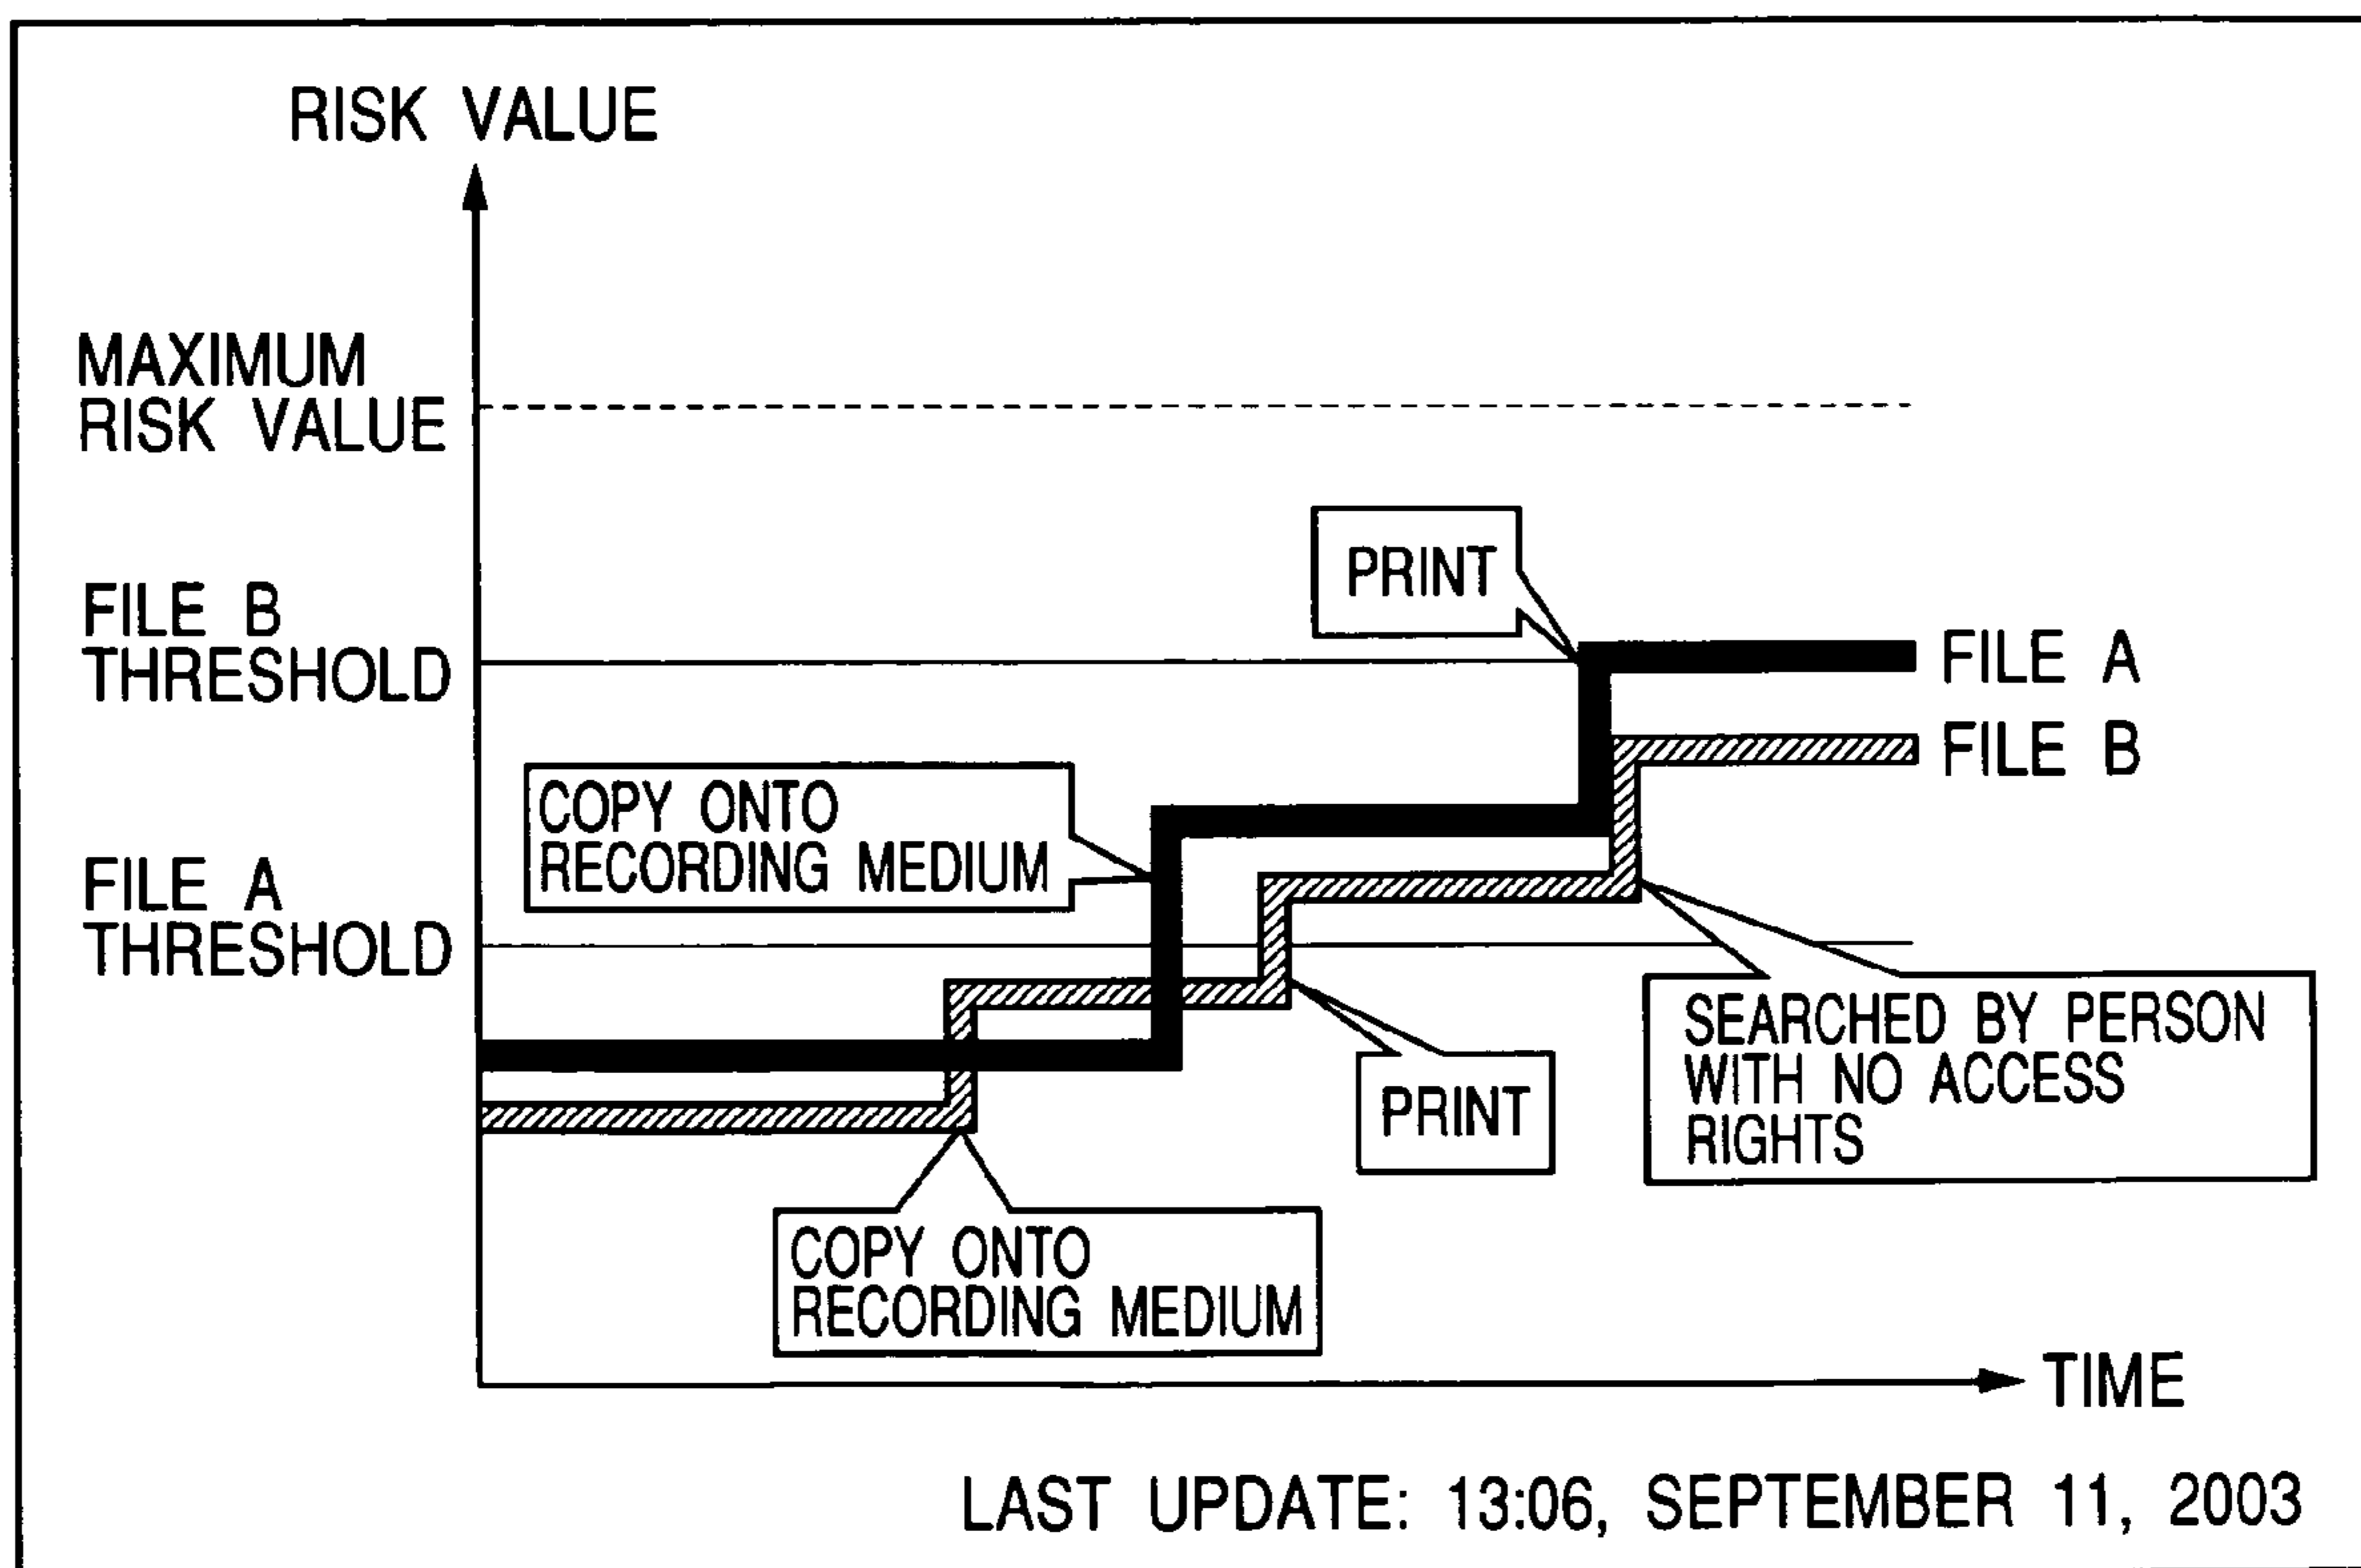 RISK VALUE
MAXIMUM
RISK VALUE
PRINT
FILE B
THRESHOLD
FILE A
FILE B
COPY ONTO
RECORDING MEDIUM
FILE A
THRESHOLD
SEARCHED BY PERSON
WITH NO ACCESS
RIGHTS
PRINT
COPY ONTO
RECORDING MEDIUM
TIME
LAST UPDATE: 13:06, SEPTEMBER 11, 2003